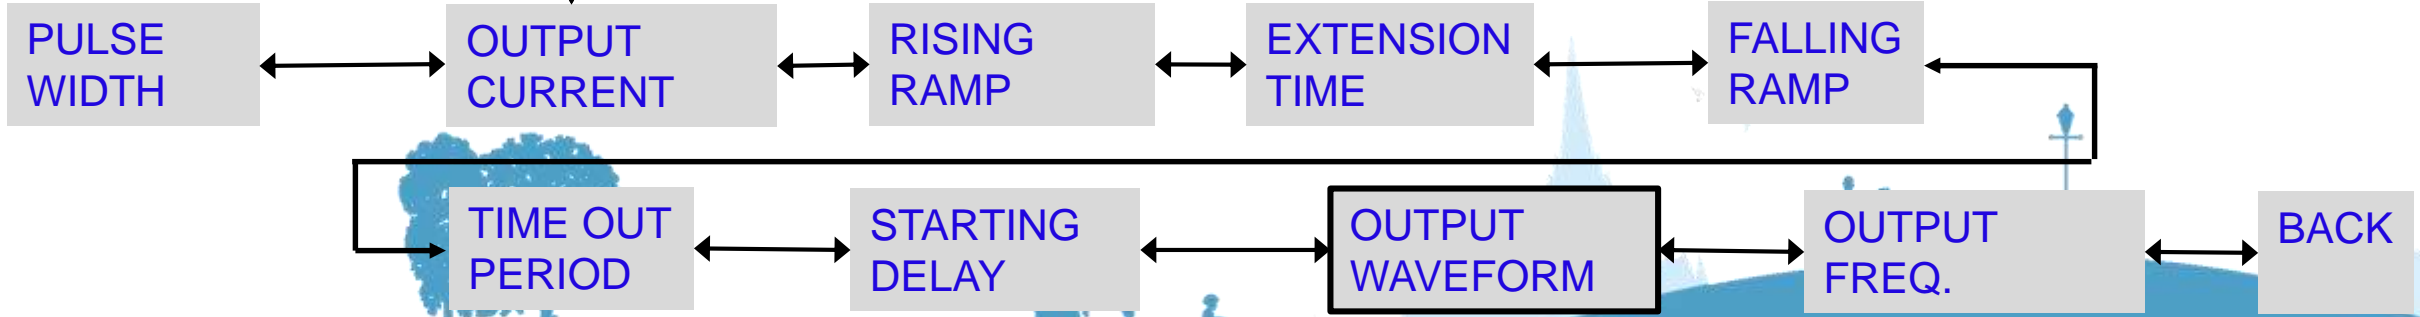 PULSE
WIDTH
OUTPUT
CURRENT
RISING
RAMP
EXTENSION
TIME
FALLING
RAMP
TIME OUT
PERIOD
STARTING
DELAY
OUTPUT
WAVEFORM
OUTPUT
FREQ.
BACK